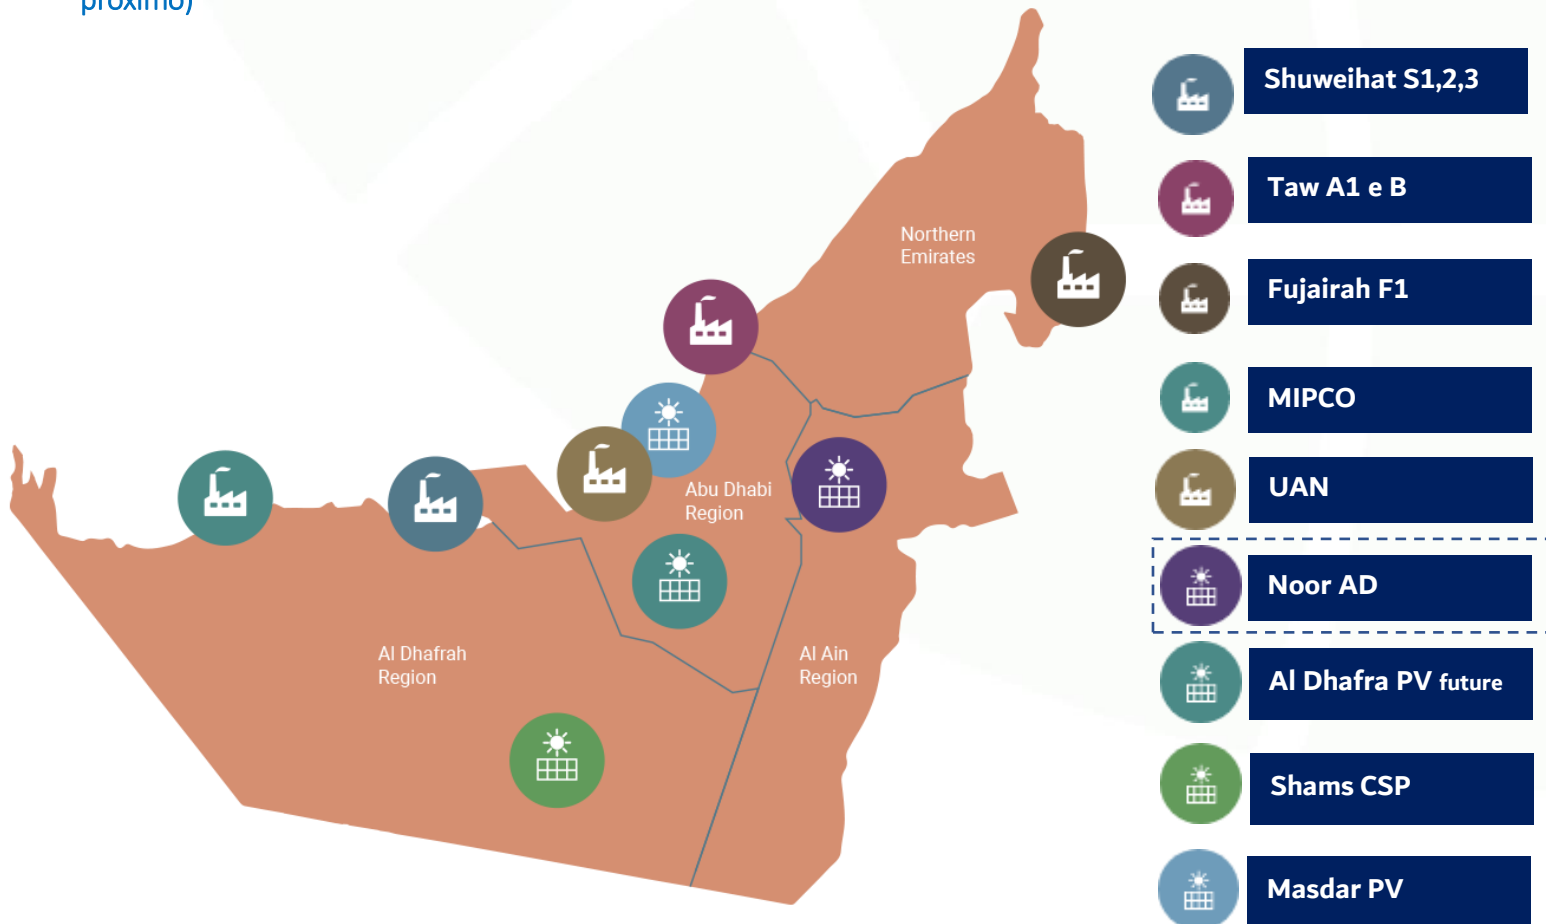 próximo)
Northern
Emirates
Abu Dhabi
Region
Al Dhafrah
Region
Al Ain
Region
Shuweihat S1,2,3
Taw A1 e B
Fujairah F1
MIPCO
UAN
Noor AD
Al Dhafra PV future
Shams CSP
Masdar PV